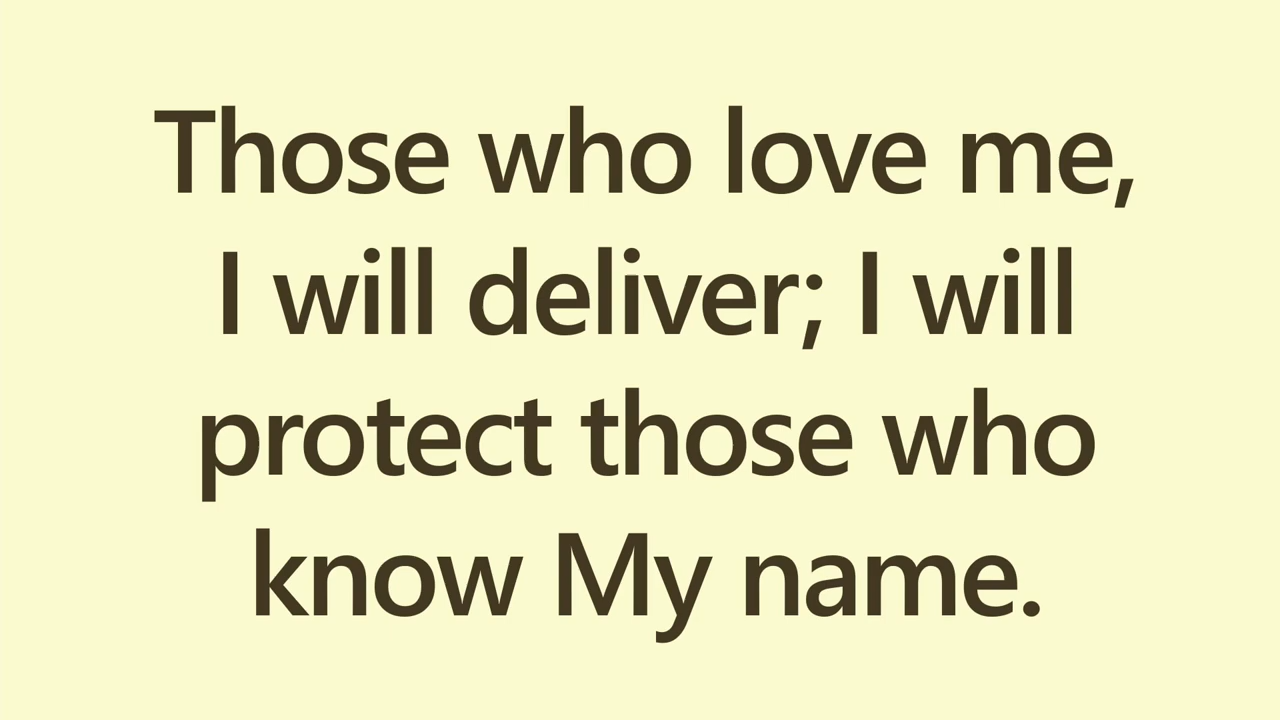 Those who love me,
I will deliver; I will
protect those who
know My name.